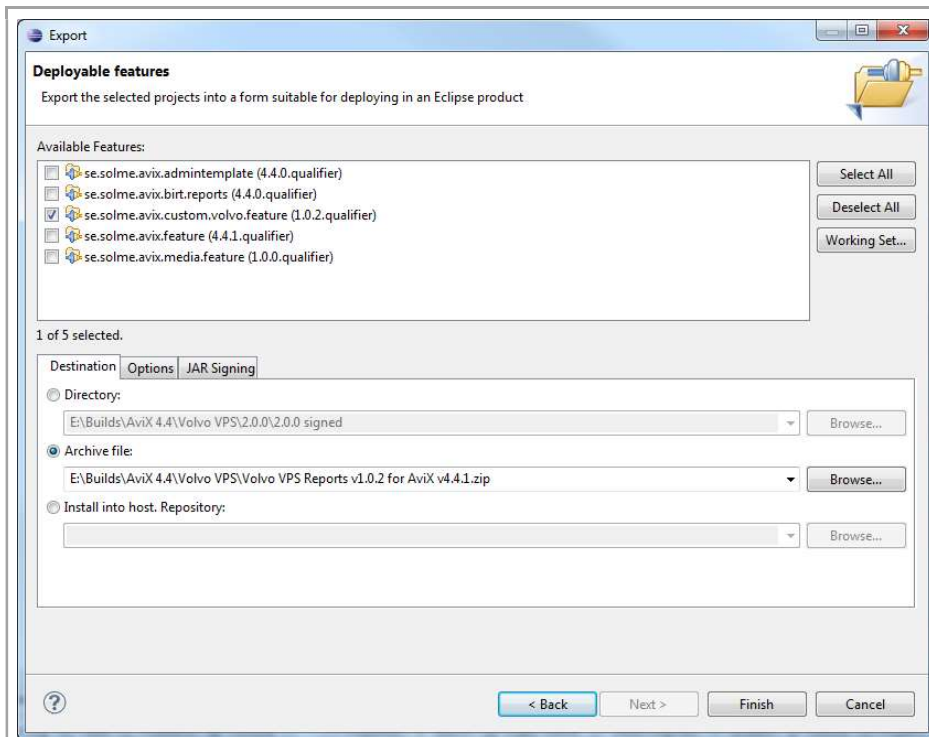 Export
Deployable features
Export the selected projects into a form suitable for deploying in an Eclipse product
Available Features:
se.solme.avix.admintemplate (4.4.0.qualifier)
se.solme.avix.birt.reports (4.4.0.qualifier)
se.solme.avix.custom.volvo.feature (1.0.2.qualifier)
se.solme.avix.feature (4.4.1.qualifier)
se.solme.avix.media.feature (1.0.0.qualifier)
Select All
Deselect All
Working Set...
1 of 5 selected.
Destination Options JAR Signing
Directory:
E:\Builds\AviX 4.4\Volvo VPS\2.0.0\2.0.0 signed Browse...
Archive file:
E:\Builds\AviX 4.4\Volvo VPS\Volvo VPS Reports v1.0.2 for AviX v4.4.1.zip Browse...
Install into host. Repository:
Browse...
? < Back Next > Finish Cancel